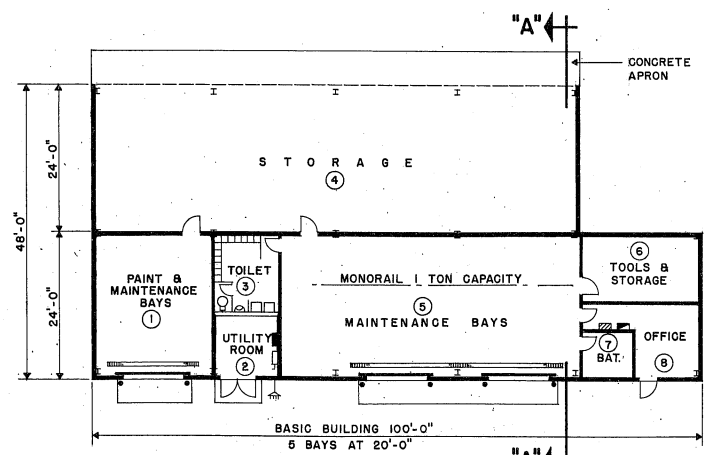 "A"
CONCRETE
APRON
24'-0"
48'-0"
STORAGE
4
24'-0"
PAINT &
MAINTENANCE
BAYS
1
TOILET
3
UTILITY
ROOM
2
MONORAIL 1 TON CAPACITY
5
MAINTENANCE BAYS
6
TOOLS &
STORAGE
7
BAT.
OFFICE
8
BASIC BUILDING 100'-0"
5 BAYS AT 20'-0"
"A"